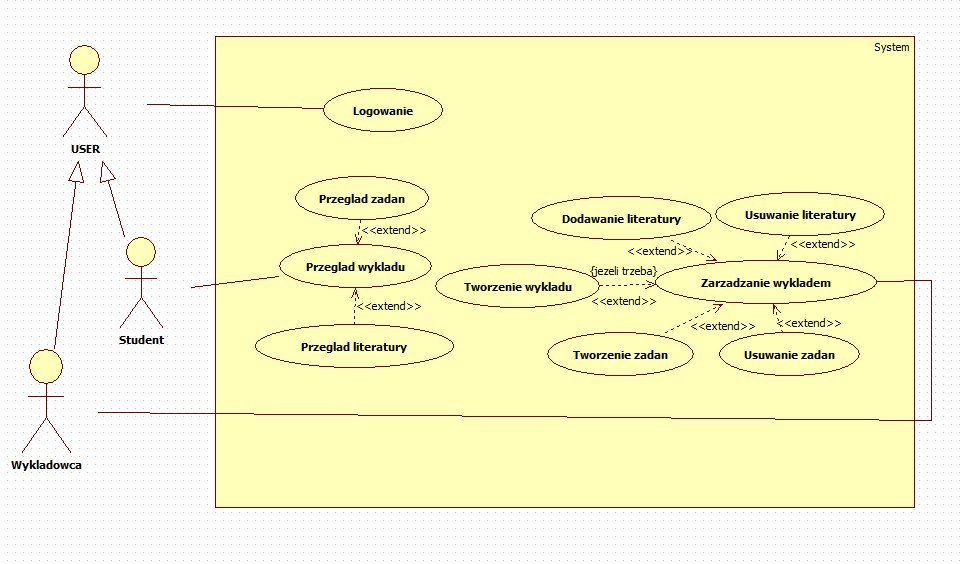 System
USER
Logowanie
Przeglad zadan
<<extend>>
Przeglad wykladu
<<extend>>
Przeglad literatury
Dodawanie literatury
Usuwanie literatury
<<extend>>
<<extend>>
Tworzenie wykladu
{jezeli trzeba}
<<extend>>
Zarzadzanie wykladem
<<extend>>
<<extend>>
Tworzenie zadan
Usuwanie zadan
Student
Wykladowca